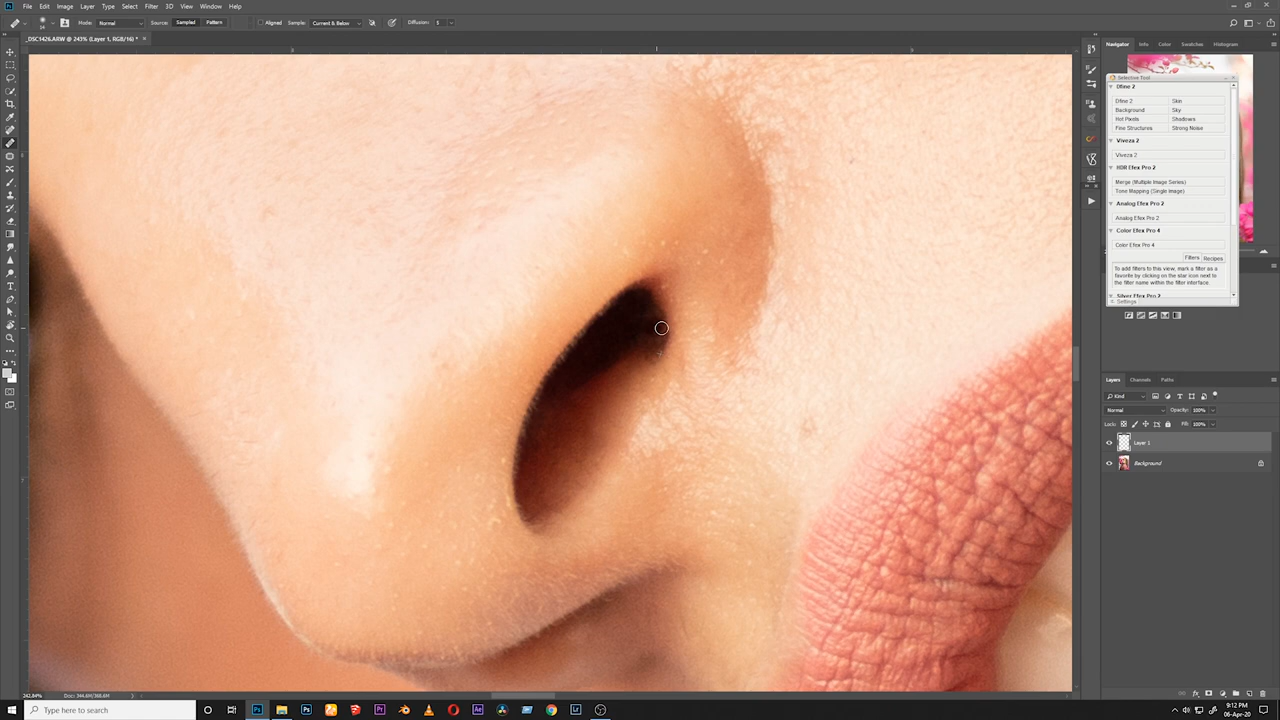 File Edit Image Layer Type Select Filter 3D View Window Help
Mode: Normal Source: Sampled Pattern Aligned Sample: Current & Below Diffusion: 5
_DSC1426.ARW @ 243% (Layer 1, RGB/16) *
Navigator Info Color Swatches Histogram
Selective Tool
Dfine 2
Dfine 2 Skin
Background Sky
Hot Pixels Shadows
Fine Structures Strong Noise
Viveza 2
Viveza 2
HDR Efex Pro 2
Merge (Multiple Image Series)
Tone Mapping (Single Image)
Analog Efex Pro 2
Analog Efex Pro 2
Color Efex Pro 4
Color Efex Pro 4
Filters Recipes
To add filters to this view, mark a filter as a
favorite by clicking on the star icon next to
the filter name within the filter interface.
Silver Efex Pro 2
Settings
Layers Channels Paths
Kind
Normal Opacity: 100%
Lock: Fill: 100%
Layer 1
Background
242.84% Doc: 344.6M/368.6M
Type here to search
9:12 PM
06-Apr-20